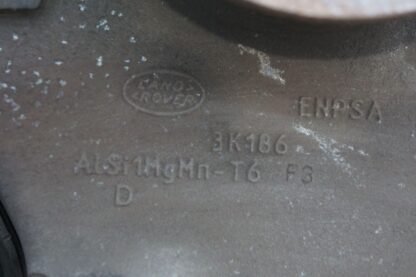 LAND-
ROVER
ENPSA
3K186
AlSi1MgMn-T6 F3
D